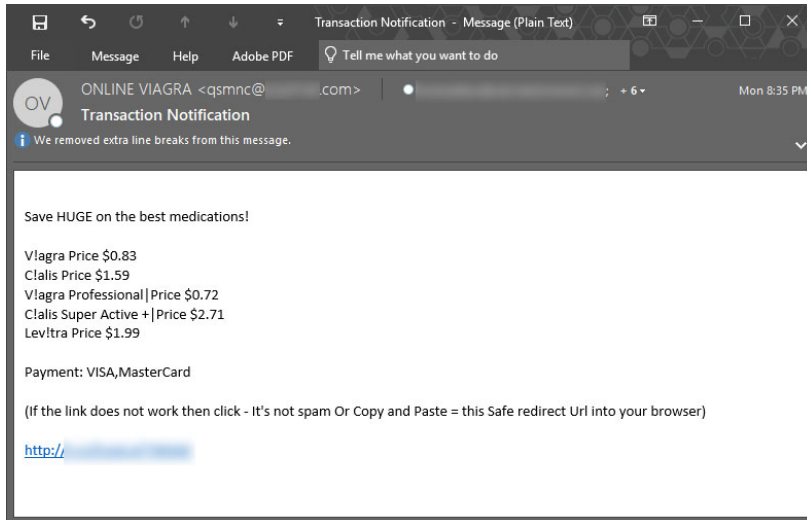 Transaction Notification - Message (Plain Text)
File Message Help Adobe PDF Tell me what you want to do
OV
ONLINE VIAGRA <qsmnc@ .com> ; + 6
Mon 8:35 PM
Transaction Notification
i We removed extra line breaks from this message.
Save HUGE on the best medications!
V!agra Price $0.83
C!alis Price $1.59
V!agra Professional|Price $0.72
C!alis Super Active +|Price $2.71
Lev!tra Price $1.99
Payment: VISA,MasterCard
(If the link does not work then click - It's not spam Or Copy and Paste = this Safe redirect Url into your browser)
http://